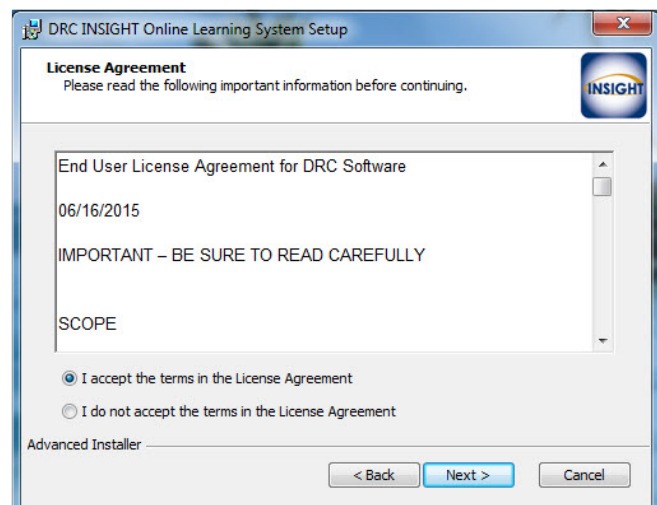 DRC INSIGHT Online Learning System Setup
License Agreement
Please read the following important information before continuing.
INSIGHT
End User License Agreement for DRC Software
06/16/2015
IMPORTANT – BE SURE TO READ CAREFULLY
SCOPE
I accept the terms in the License Agreement
I do not accept the terms in the License Agreement
Advanced Installer
< Back Next > Cancel